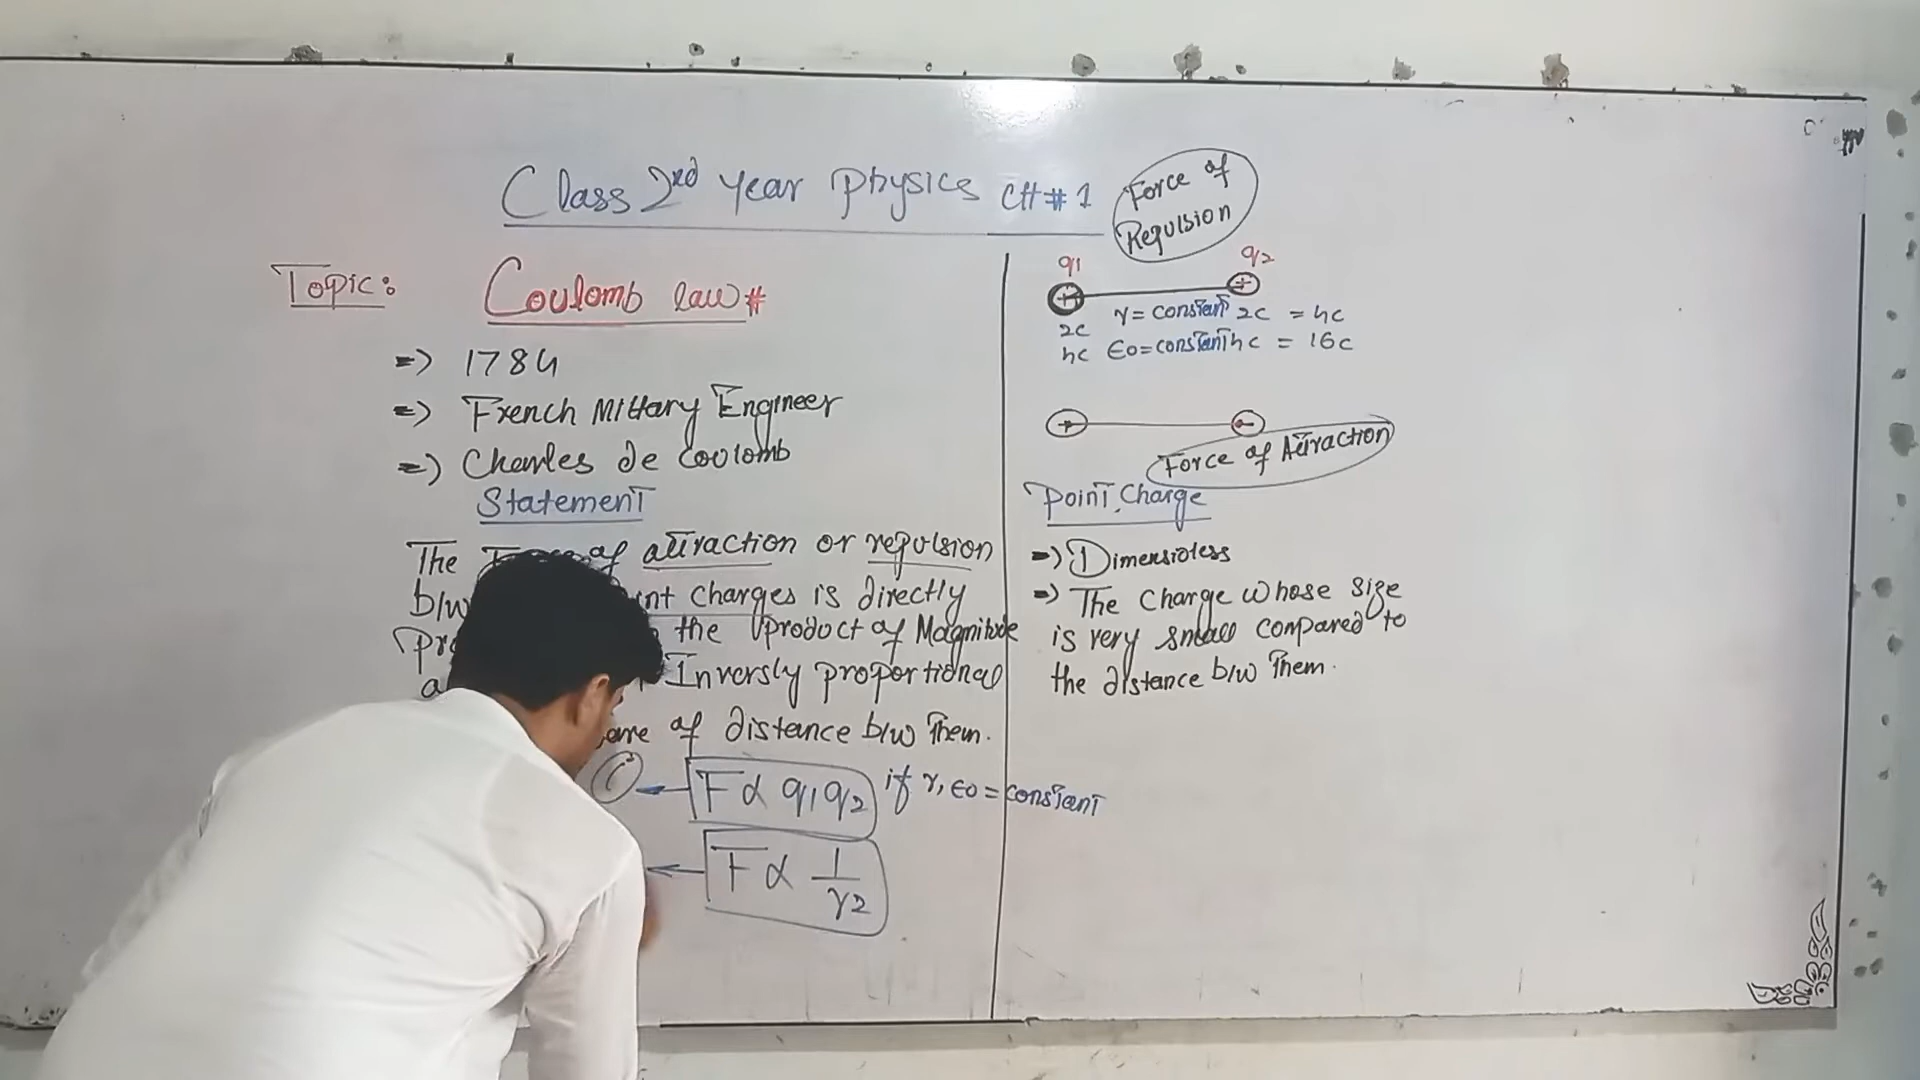 Class 2nd year Physics CH#1
Topic: Coulomb law #
=> 1784
=> French Military Engineer
=> Charles de Coulomb
Statement
The of attraction or repulsion
b/w charges is directly
the product of Magnitude
Inversly proportional
of distance b/w Them.
F ∝ q1q2 if r, ϵo = constant
F ∝ 1/r2
Force of
Repulsion
q1 q2
+ +
2c r = constant 2c = 4c
4c ϵo = constant 4c = 16c
+ -
Force of Attraction
Point Charge
=> Dimensioless
=> The Charge whose size
is very small compared to
the distance b/w Them.